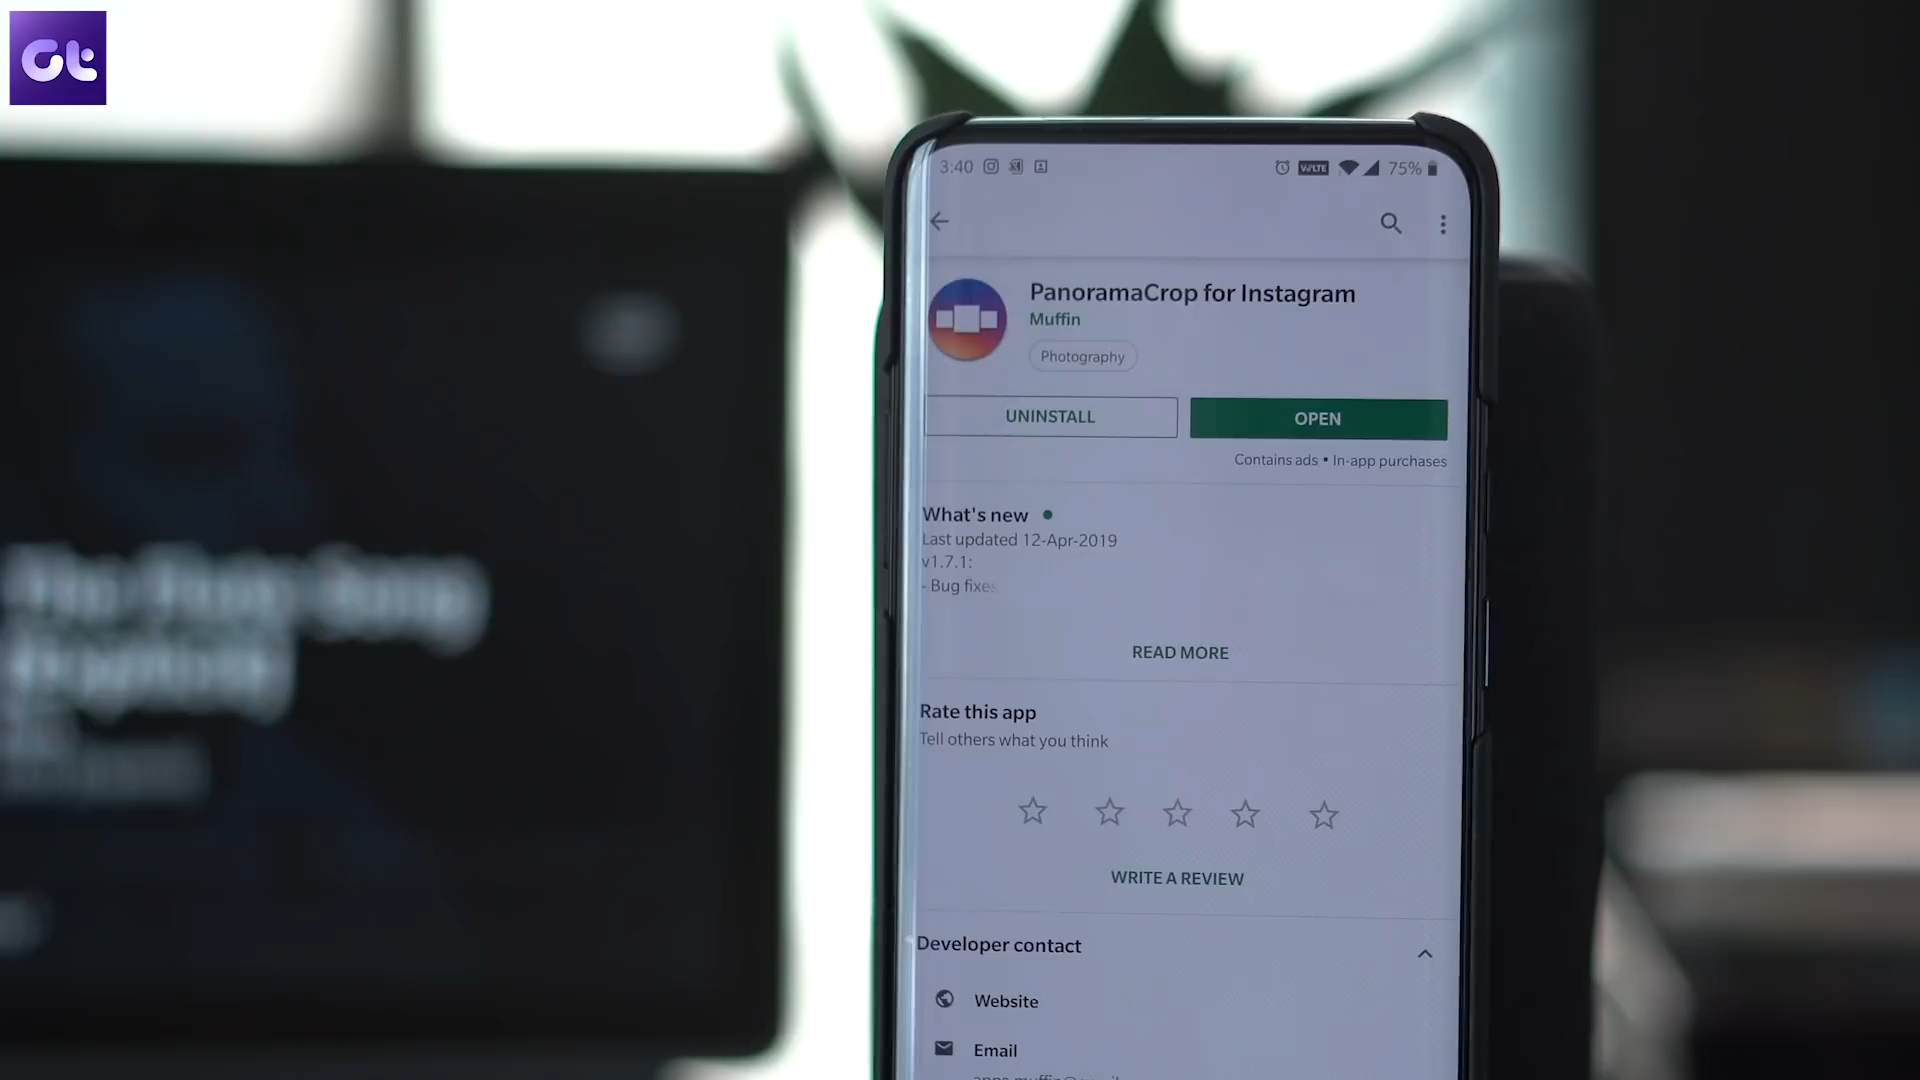 Gt
3:40
VoLTE
75%
PanoramaCrop for Instagram
Muffin
Photography
UNINSTALL
OPEN
Contains ads • In-app purchases
What's new
Last updated 12-Apr-2019
v1.7.1:
- Bug fixes
READ MORE
Rate this app
Tell others what you think
WRITE A REVIEW
Developer contact
Website
Email